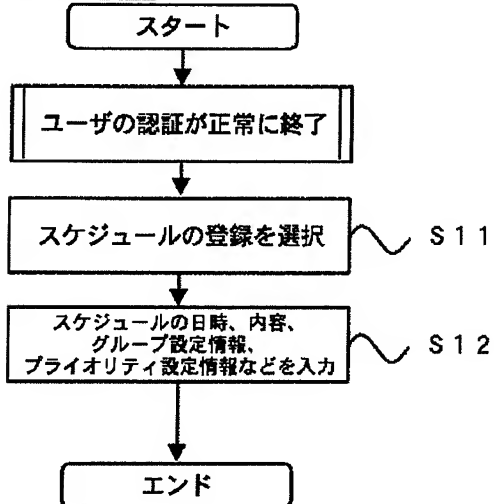 スタート
ユーザの認証が正常に終了
スケジュールの登録を選択
S11
スケジュールの日時、内容、
グループ設定情報、
プライオリティ設定情報などを入力
S12
エンド